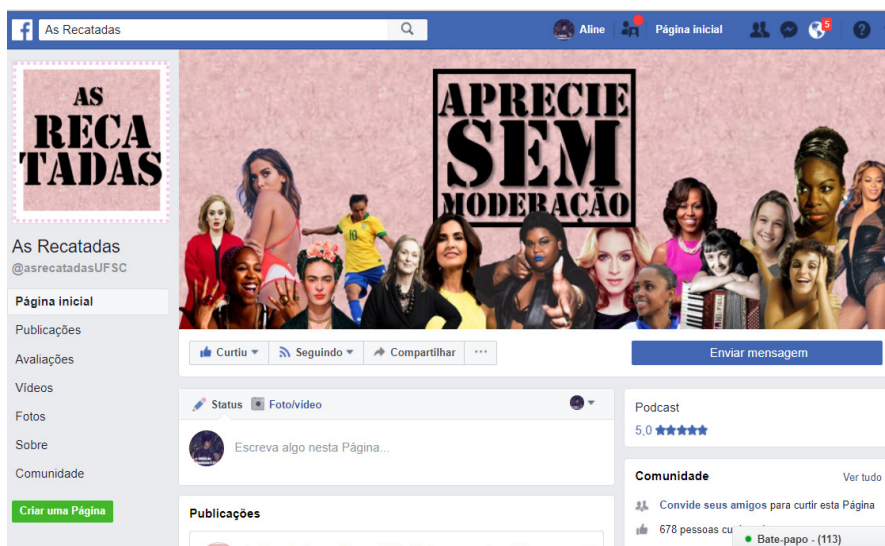 As Recatadas
Aline
Página inicial
5
AS
RECA
TADAS
APRECIE
SEM
MODERAÇÃO
10
As Recatadas
@asrecatadasUFSC
Página inicial
Publicações
Avaliações
Vídeos
Fotos
Sobre
Comunidade
Criar uma Página
Curtiu
Seguindo
Compartilhar
Enviar mensagem
Status
Foto/vídeo
Escreva algo nesta Página...
Publicações
Podcast
5,0
Comunidade
Ver tudo
Convide seus amigos para curtir esta Página
678 pessoas
Bate-papo - (113)